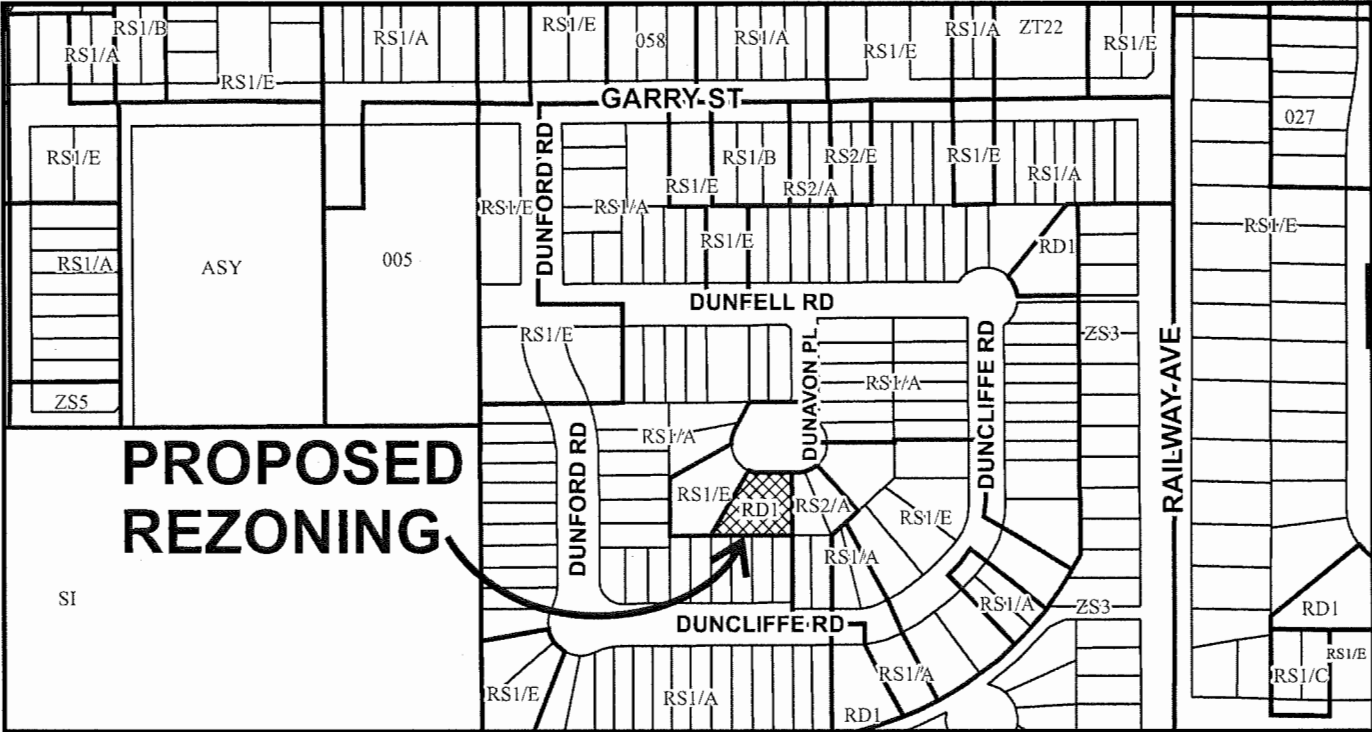 RS1/B
RS1/A
RS1/E
RS1/A
RS1/E
058
RS1/A
RS1/E
RS1/A
ZT22
RS1/E
GARRY ST
027
RS1/E
RS1/A
ZS5
ASY
005
RS1/E
DUNFORD RD
RS1/A
RS1/E
RS1/B
RS2/A
RS2/E
RS1/E
RS1/A
RS1/E
RD1
RS1/E
DUNFELL RD
RS1/E
DUNAVON PL
RS1/A
DUNCLIFFE RD
ZS3
RAILWAY AVE
PROPOSED
REZONING
DUNFORD RD
RS1/A
RS1/E
RD1
RS2/A
RS1/E
RS1/A
RS1/A
ZS3
SI
DUNCLIFFE RD
RS1/E
RS1/A
RS1/A
RD1
RD1
RS1/C
RS1/E